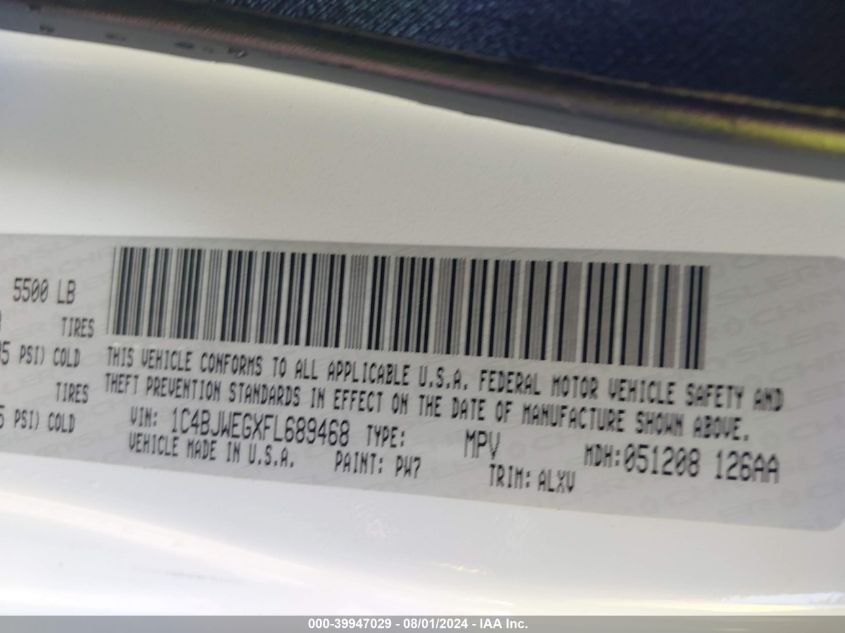 5500 LB
TIRES
5 PSI) COLD
TIRES
PSI) COLD
THIS VEHICLE CONFORMS TO ALL APPLICABLE U.S.A. FEDERAL MOTOR VEHICLE SAFETY AND
THEFT PREVENTION STANDARDS IN EFFECT ON THE DATE OF MANUFACTURE SHOWN ABOVE.
VIN: 1C4BJWEGXFL689468 TYPE: MPV MDH:051208 126AA
VEHICLE MADE IN U.S.A. PAINT: PW7 TRIM: ALXV
000-39947029 - 08/01/2024 - IAA Inc.